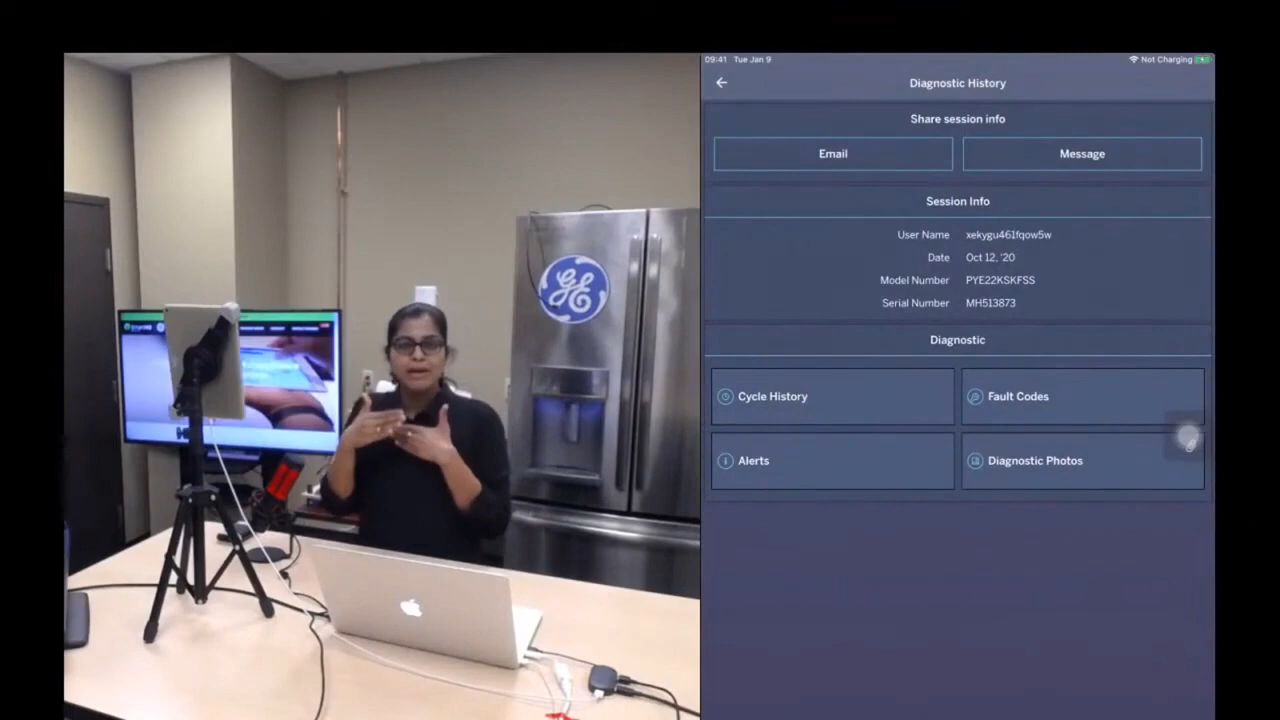 09:41 Tue Jan 9
Not Charging
Diagnostic History
Share session info
Email
Message
Session Info
User Name xekygu461fqow5w
Date Oct 12, '20
Model Number PYE22KSKFSS
Serial Number MH513873
Diagnostic
Cycle History
Fault Codes
Alerts
Diagnostic Photos
GE